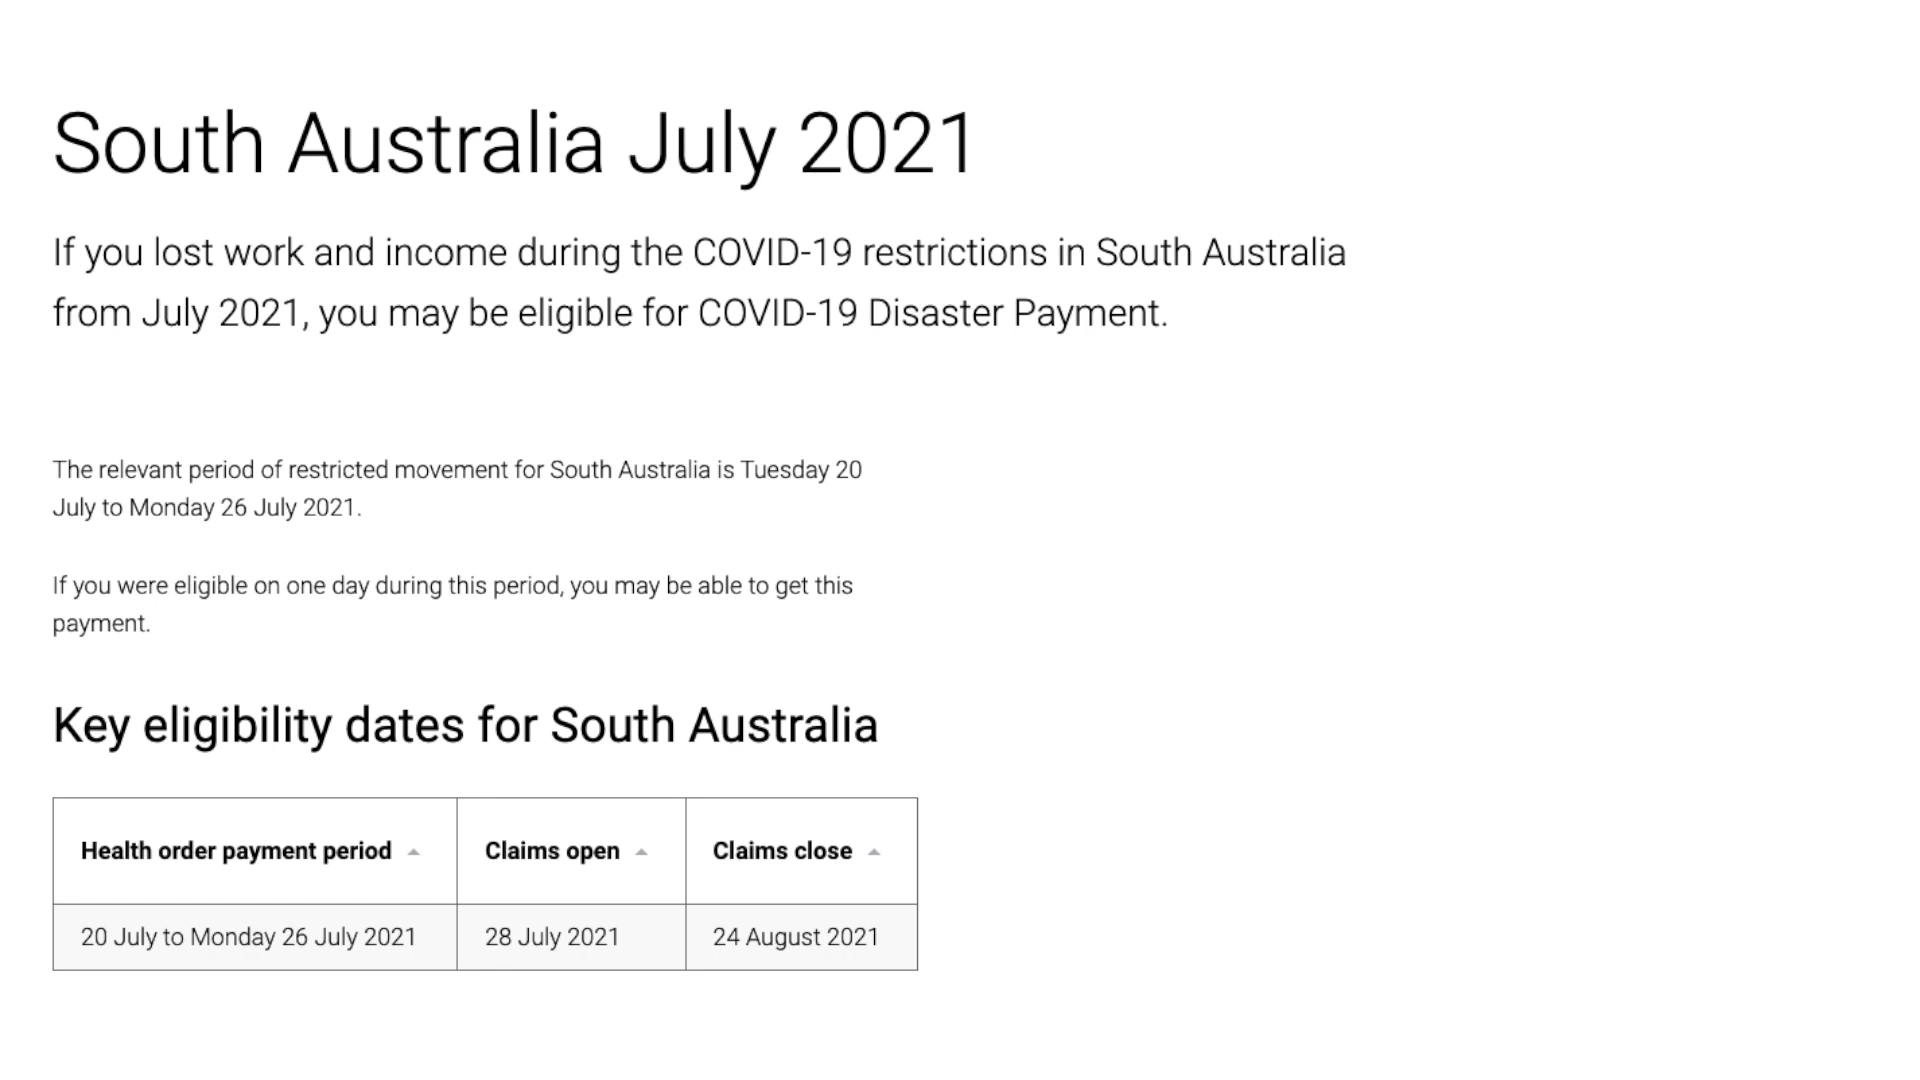 South Australia July 2021
If you lost work and income during the COVID-19 restrictions in South Australia
from July 2021, you may be eligible for COVID-19 Disaster Payment.
The relevant period of restricted movement for South Australia is Tuesday 20
July to Monday 26 July 2021.
If you were eligible on one day during this period, you may be able to get this
payment.
Key eligibility dates for South Australia
Health order payment period Claims open Claims close
20 July to Monday 26 July 2021 28 July 2021 24 August 2021